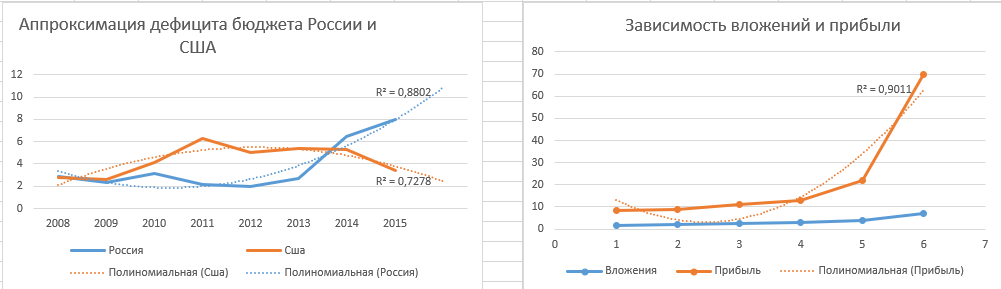 Аппроксимация дефицита бюджета России и
США
12
10
8
6
4
2
0
R² = 0,8802
R² = 0,7278
2008 2009 2010 2011 2012 2013 2014 2015
Россия Сша
Полиномиальная (Сша) Полиномиальная (Россия)
Зависимость вложений и прибыли
80
70
60
50
40
30
20
10
0
R² = 0,9011
0 1 2 3 4 5 6 7
Вложения Прибыль Полиномиальная (Прибыль)